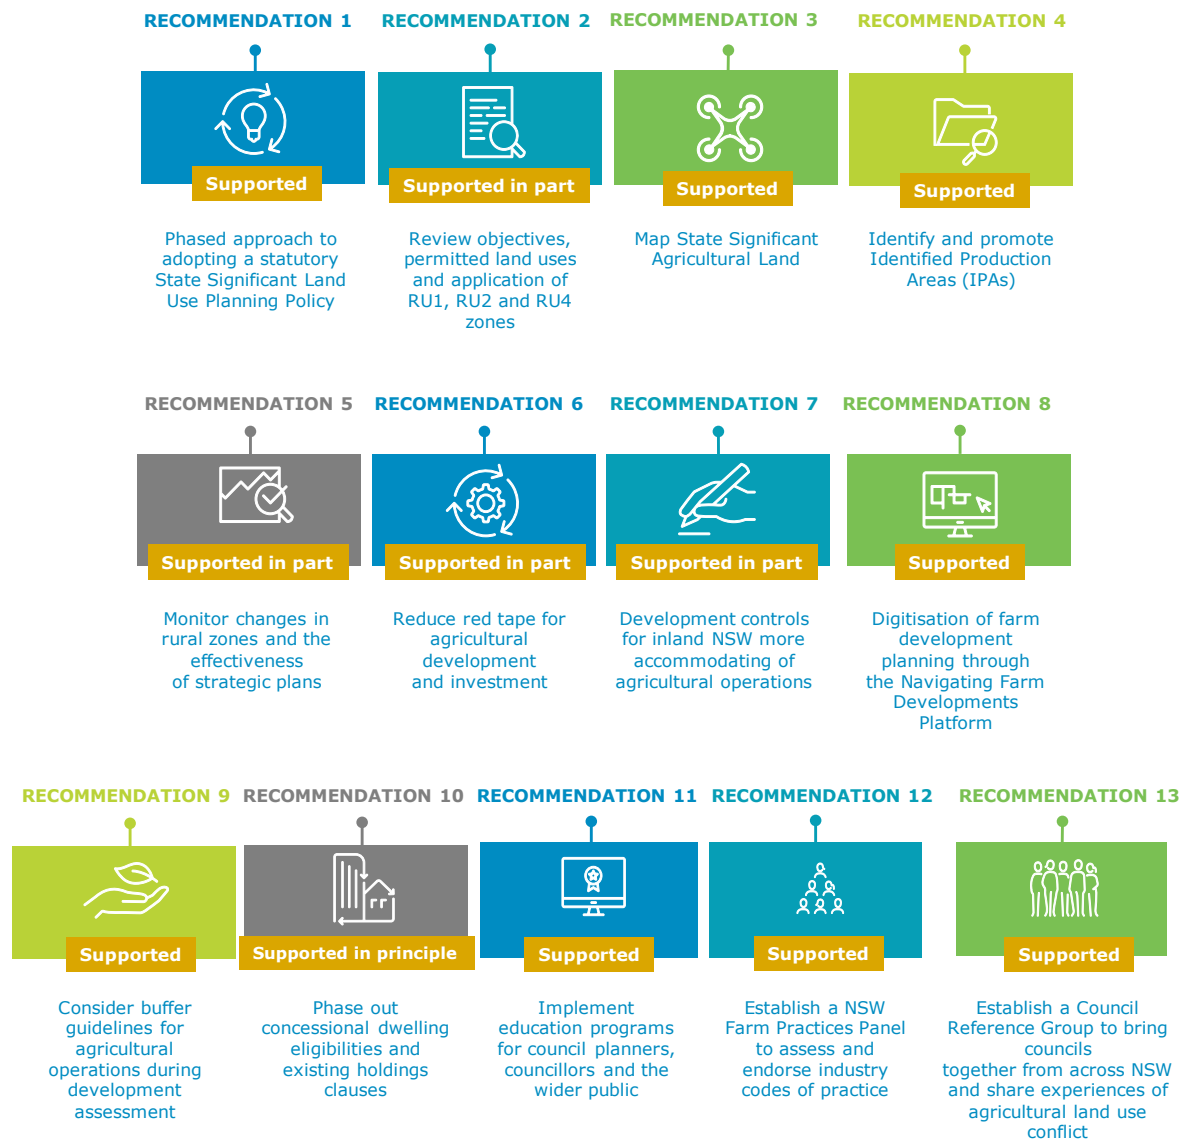 RECOMMENDATION 1
Supported
Phased approach to
adopting a statutory
State Significant Land
Use Planning Policy
RECOMMENDATION 2
Supported in part
Review objectives,
permitted land uses
and application of
RU1, RU2 and RU4
zones
RECOMMENDATION 3
Supported
Map State Significant
Agricultural Land
RECOMMENDATION 4
Supported
Identify and promote
Identified Production
Areas (IPAs)
RECOMMENDATION 5
Supported in part
Monitor changes in
rural zones and the
effectiveness
of strategic plans
RECOMMENDATION 6
Supported in part
Reduce red tape for
agricultural
development
and investment
RECOMMENDATION 7
Supported in part
Development controls
for inland NSW more
accommodating of
agricultural operations
RECOMMENDATION 8
Supported
Digitisation of farm
development
planning through
the Navigating Farm
Developments
Platform
RECOMMENDATION 9
Supported
Consider buffer
guidelines for
agricultural
operations during
development
assessment
RECOMMENDATION 10
Supported in principle
Phase out
concessional dwelling
eligibilities and
existing holdings
clauses
RECOMMENDATION 11
Supported
Implement
education programs
for council planners,
councillors and the
wider public
RECOMMENDATION 12
Supported
Establish a NSW
Farm Practices Panel
to assess and
endorse industry
codes of practice
RECOMMENDATION 13
Supported
Establish a Council
Reference Group to bring
councils
together from across NSW
and share experiences of
agricultural land use
conflict